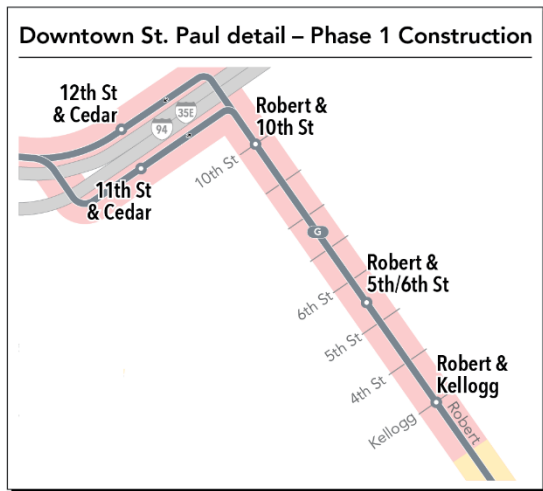 Downtown St. Paul detail – Phase 1 Construction
12th St
& Cedar
35E
94
Robert &
10th St
10th St
11th St
& Cedar
G
Robert &
5th/6th St
6th St
5th St
4th St
Robert &
Kellogg
Kellogg
Robert